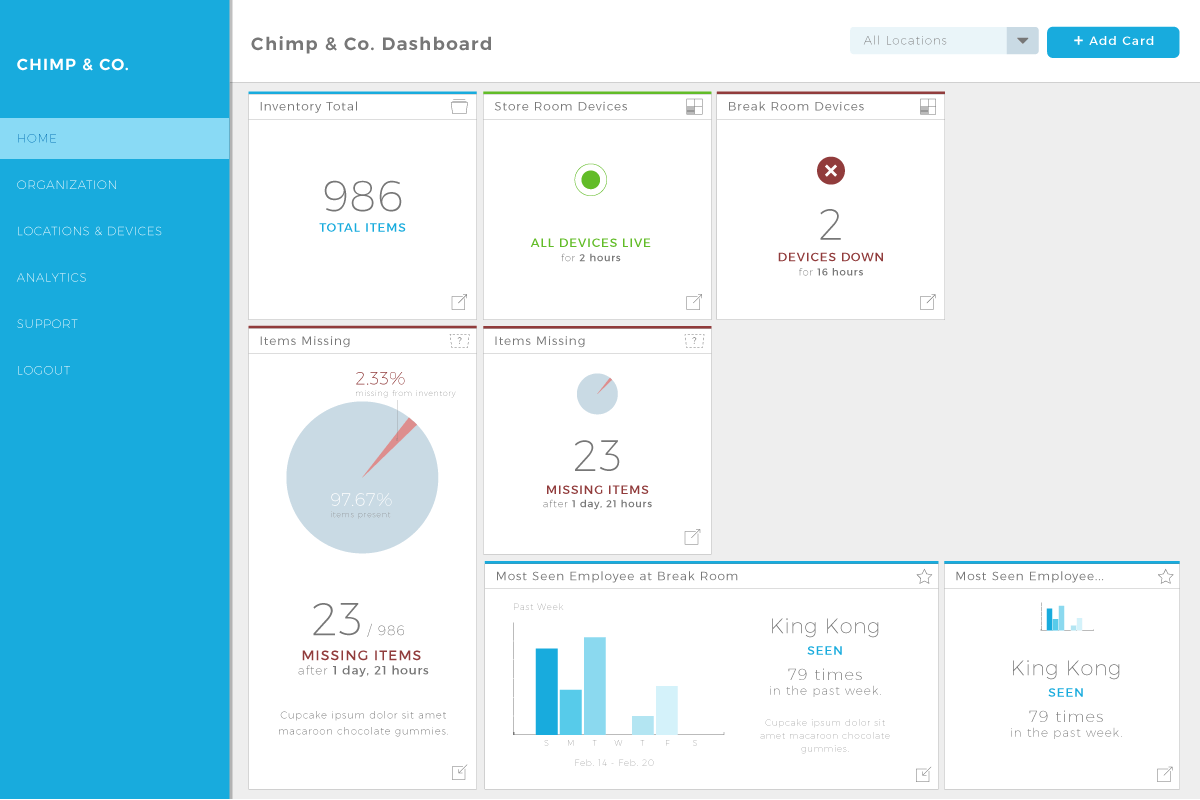 CHIMP & CO.
HOME
ORGANIZATION
LOCATIONS & DEVICES
ANALYTICS
SUPPORT
LOGOUT
Chimp & Co. Dashboard
All Locations
+ Add Card
Inventory Total
986
TOTAL ITEMS
Store Room Devices
ALL DEVICES LIVE
for 2 hours
Break Room Devices
2
DEVICES DOWN
for 16 hours
Items Missing
?
2.33%
missing from inventory
97.67%
items present
23 / 986
MISSING ITEMS
after 1 day, 21 hours
Cupcake ipsum dolor sit amet
macaroon chocolate gummies.
Items Missing
?
23
MISSING ITEMS
after 1 day, 21 hours
Most Seen Employee at Break Room
Past Week
S M T W T F S
Feb. 14 - Feb. 20
King Kong
SEEN
79 times
in the past week.
Cupcake ipsum dolor sit
amet macaroon chocolate
gummies.
Most Seen Employee...
King Kong
SEEN
79 times
in the past week.